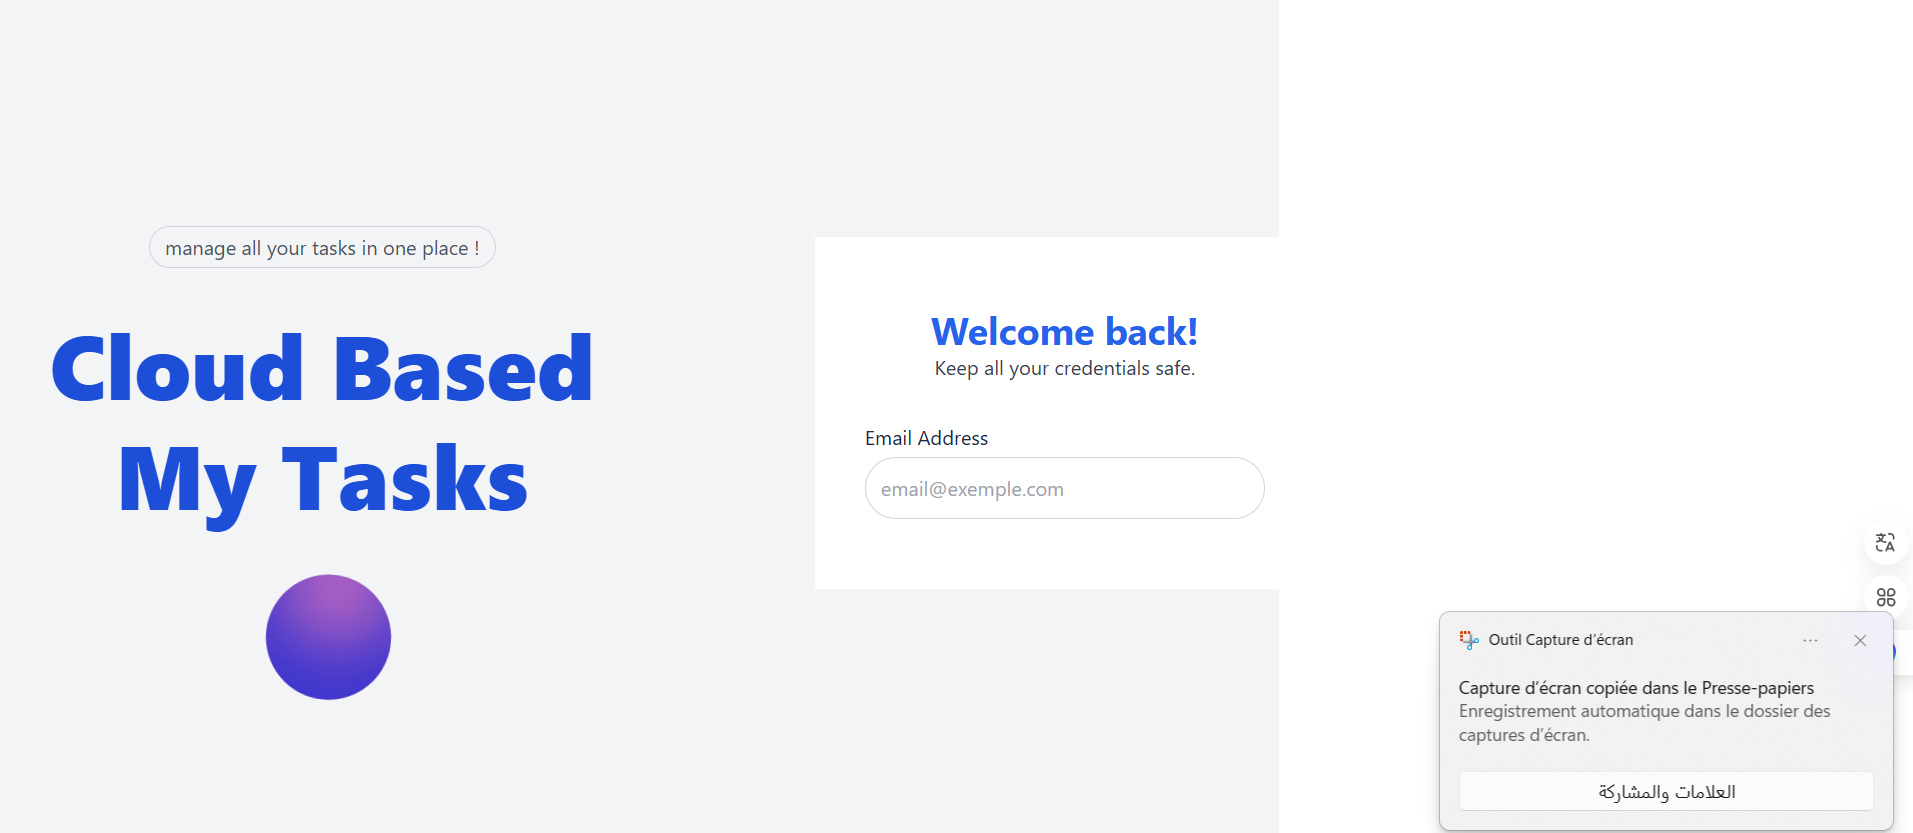 manage all your tasks in one place !
Cloud Based
My Tasks
Welcome back!
Keep all your credentials safe.
Email Address
email@exemple.com
Outil Capture d'écran
Capture d'écran copiée dans le Presse-papiers
Enregistrement automatique dans le dossier des
captures d'écran.
العلامات والمشاركة